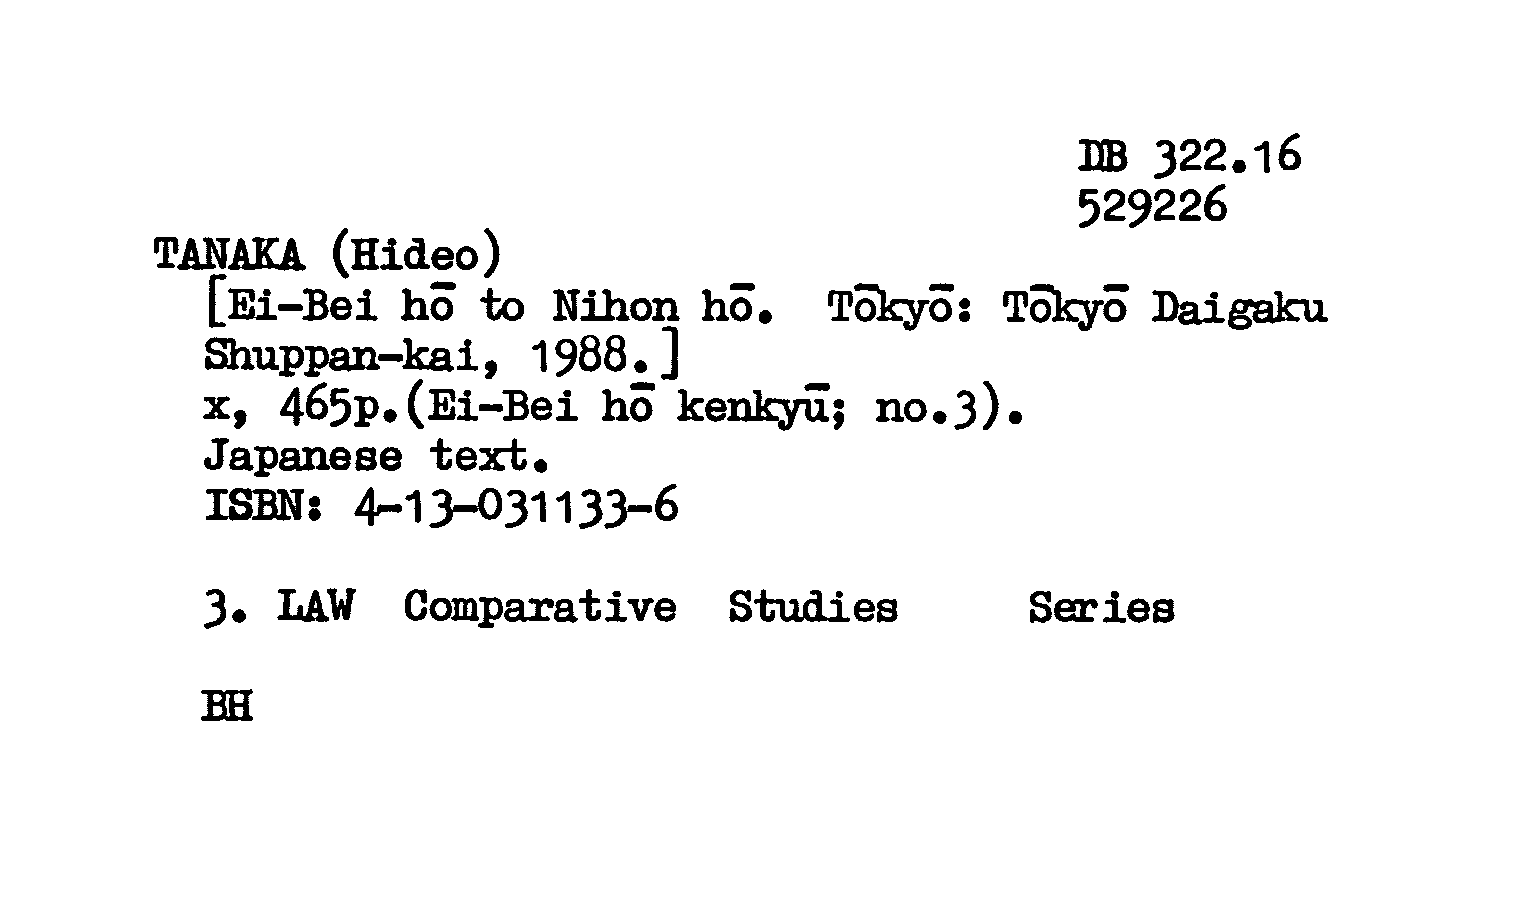 DB 322.16
529226
TANAKA (Hideo)
[Ei-Bei hō to Nihon hō. Tōkyō: Tōkyō Daigaku
Shuppan-kai, 1988.]
x, 465p.(Ei-Bei hō kenkyū; no.3).
Japanese text.
ISBN: 4-13-031133-6
3. LAW Comparative Studies Series
BH